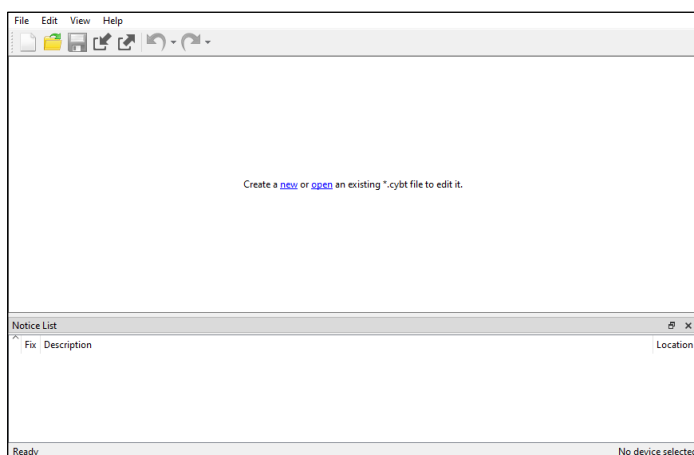 File Edit View Help
Create a new or open an existing *.cybt file to edit it.
Notice List
Fix Description Location
Ready No device selected